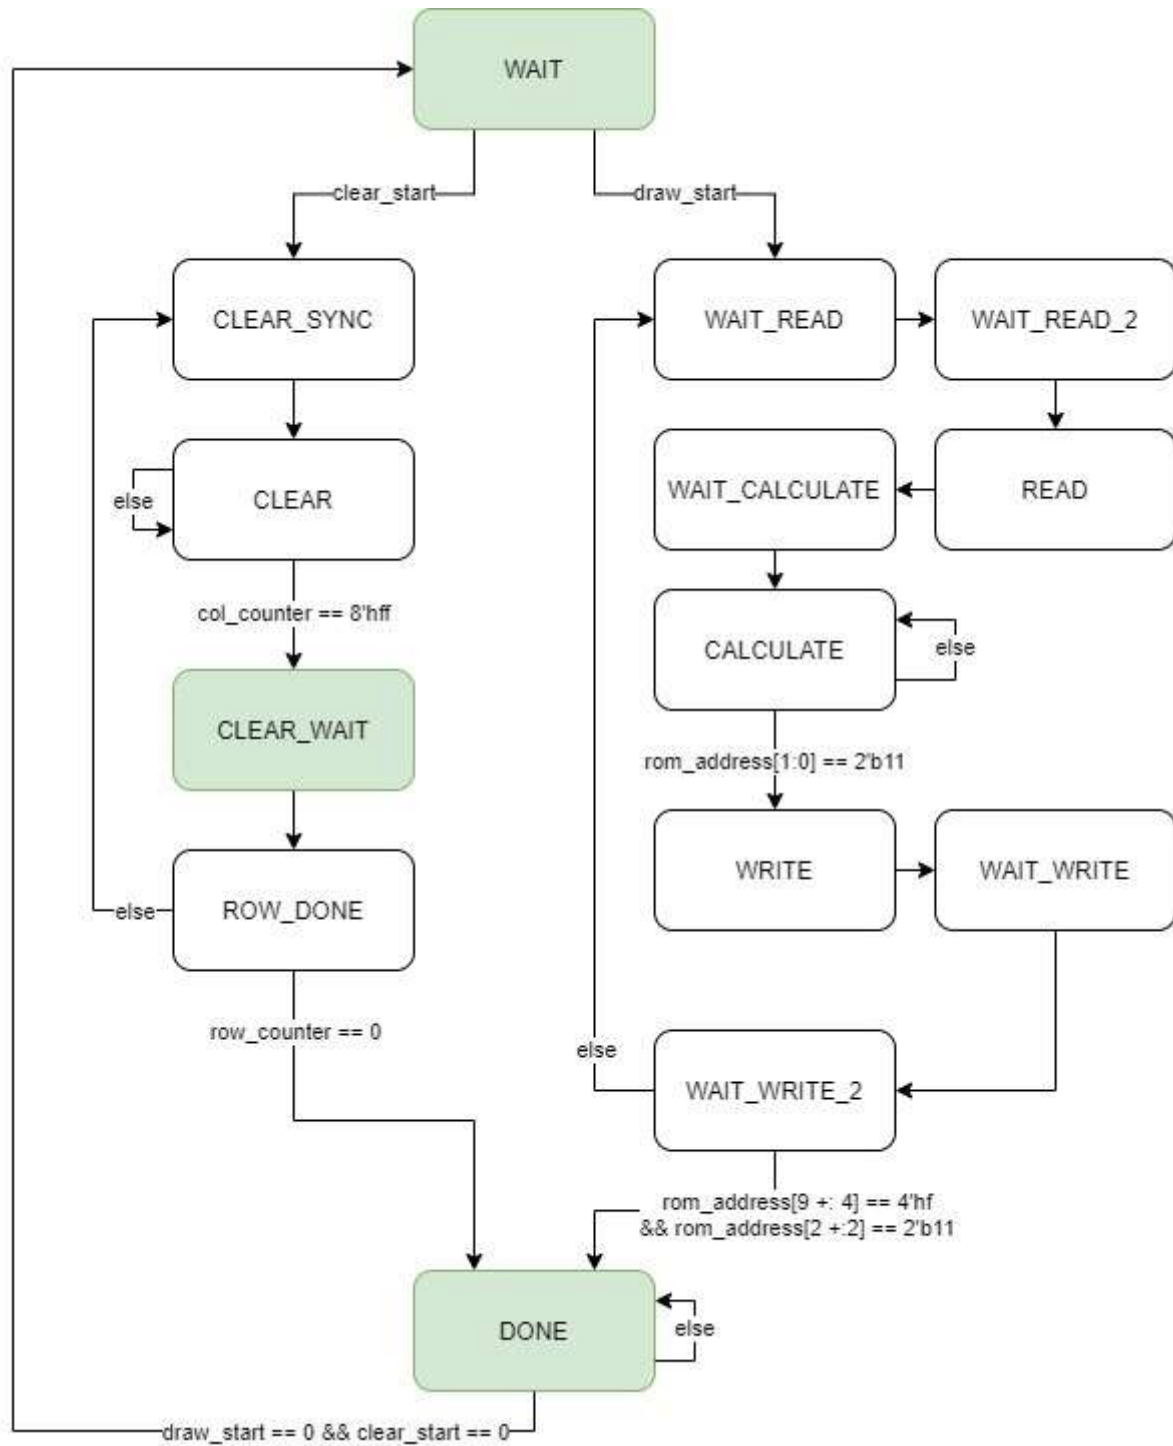 WAIT
clear_start
draw_start
CLEAR_SYNC
WAIT_READ
WAIT_READ_2
else
CLEAR
WAIT_CALCULATE
READ
col_counter == 8'hff
CALCULATE
else
CLEAR_WAIT
rom_address[1:0] == 2'b11
WRITE
WAIT_WRITE
else
ROW_DONE
row_counter == 0
else
WAIT_WRITE_2
rom_address[9 +: 4] == 4'hf
&& rom_address[2 +:2] == 2'b11
DONE
else
draw_start == 0 && clear_start == 0